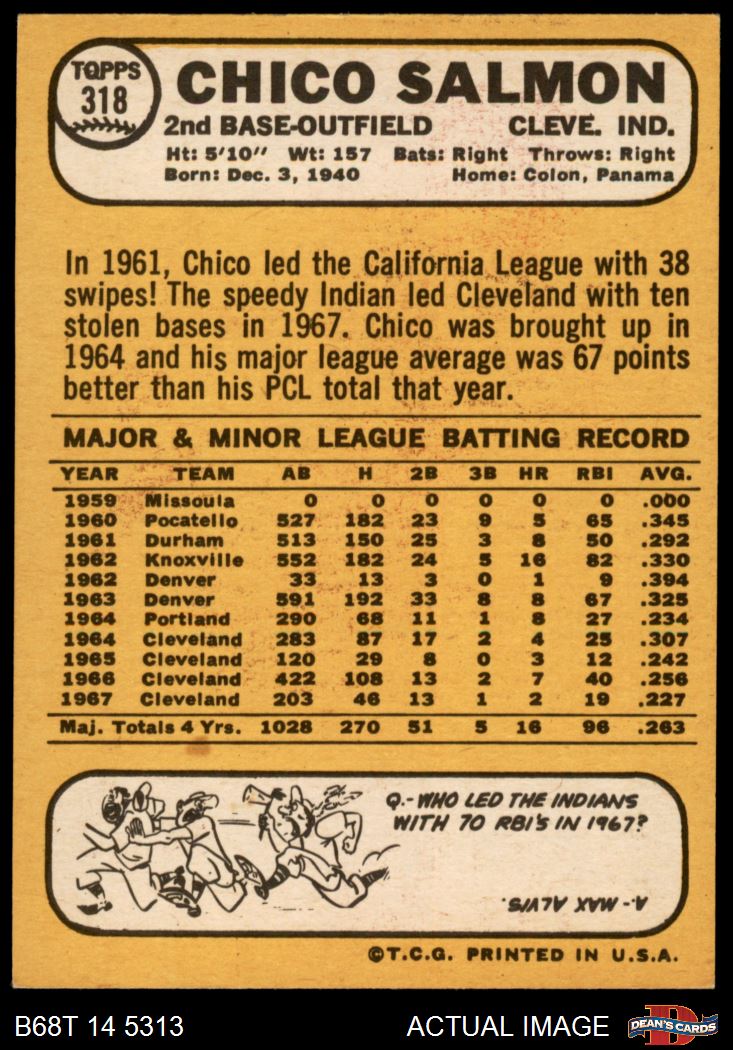 TOPPS
318
CHICO SALMON
2nd BASE-OUTFIELD CLEVE. IND.
Ht: 5'10" Wt: 157 Bats: Right Throws: Right
Born: Dec. 3, 1940 Home: Colon, Panama
In 1961, Chico led the California League with 38
swipes! The speedy Indian led Cleveland with ten
stolen bases in 1967. Chico was brought up in
1964 and his major league average was 67 points
better than his PCL total that year.
MAJOR & MINOR LEAGUE BATTING RECORD
YEAR TEAM AB H 2B 3B HR RBI AVG.
1959 Missoula 0 0 0 0 0 0 .000
1960 Pocatello 527 182 23 9 5 65 .345
1961 Durham 513 150 25 3 8 50 .292
1962 Knoxville 552 182 24 5 16 82 .330
1962 Denver 33 13 3 0 1 9 .394
1963 Denver 591 192 33 8 8 67 .325
1964 Portland 290 68 11 1 8 27 .234
1964 Cleveland 283 87 17 2 4 25 .307
1965 Cleveland 120 29 8 0 3 12 .242
1966 Cleveland 422 108 13 2 7 40 .256
1967 Cleveland 203 46 13 1 2 19 .227
Maj. Totals 4 Yrs. 1028 270 51 5 16 96 .263
Q.-WHO LED THE INDIANS
WITH 70 RBI'S IN 1967?
A.- MAX ALVIS.
©T.C.G. PRINTED IN U.S.A.
B68T 14 5313 ACTUAL IMAGE
D
DEAN'S CARDS